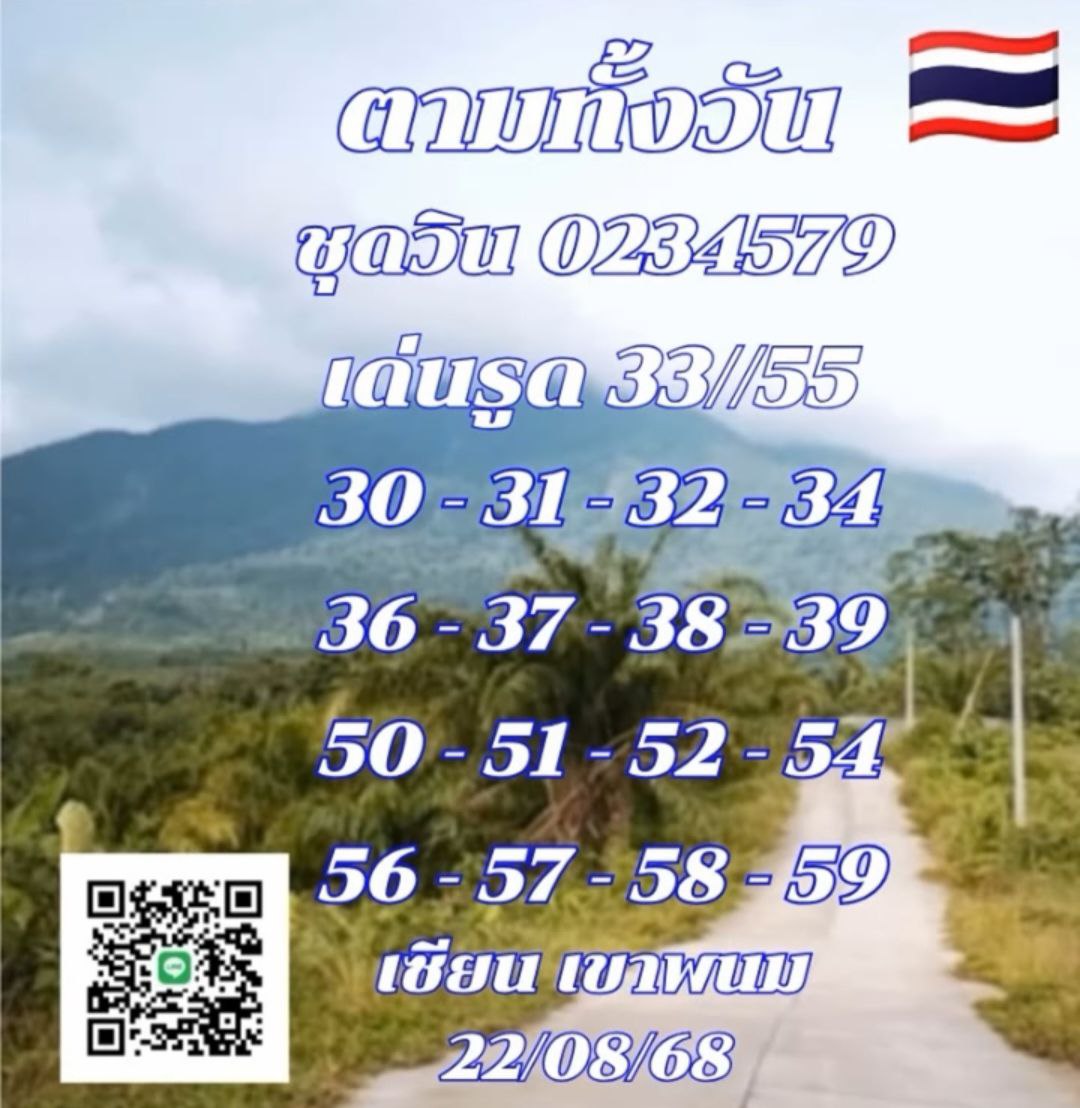 ตามทั้งวัน
ชุดวิน 0234579
เด่นรูด 33//55
30 - 31 - 32 - 34
36 - 37 - 38 - 39
50 - 51 - 52 - 54
56 - 57 - 58 - 59
เซียน เขาพนม
22/08/68